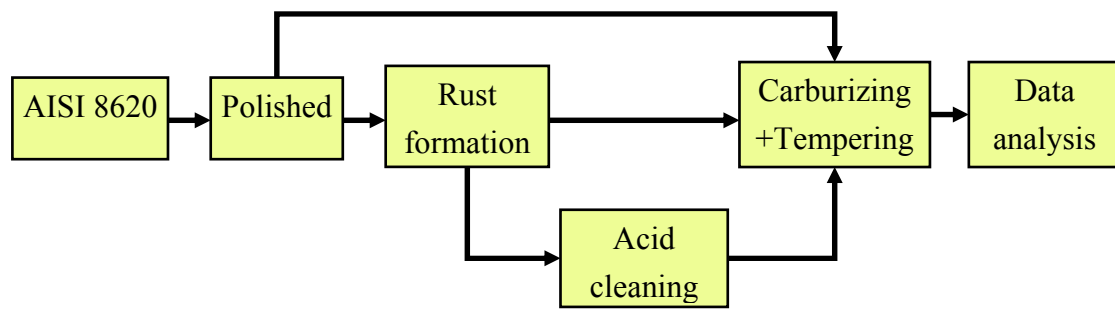 AISI 8620
Polished
Rust
formation
Acid
cleaning
Carburizing
+Tempering
Data
analysis